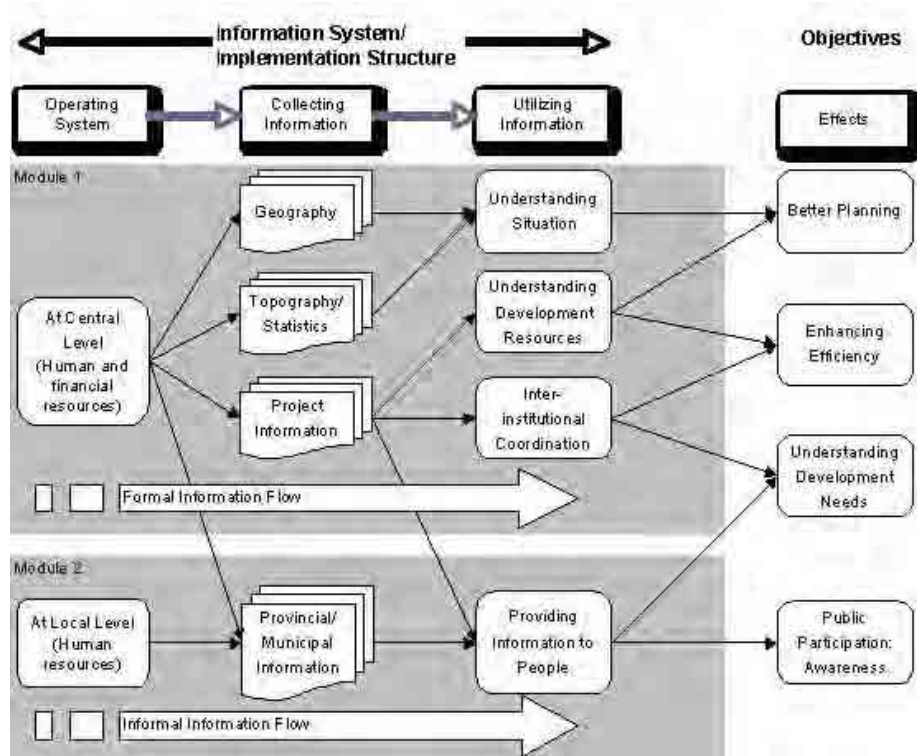 Information System/
Implementation Structure
Objectives
Operating
System
Collecting
Information
Utilizing
Information
Effects
Module 1
Geography
Understanding
Situation
Better Planning
At Central
Level
(Human and
financial
resources)
Topography/
Statistics
Understanding
Development
Resources
Enhancing
Efficiency
Project
Information
Inter-
institutional
Coordination
Understanding
Development
Needs
Formal Information Flow
Module 2
At Local Level
(Human
resources)
Provincial/
Municipal
Information
Providing
Information to
People
Public
Participation:
Awareness
Informal Information Flow